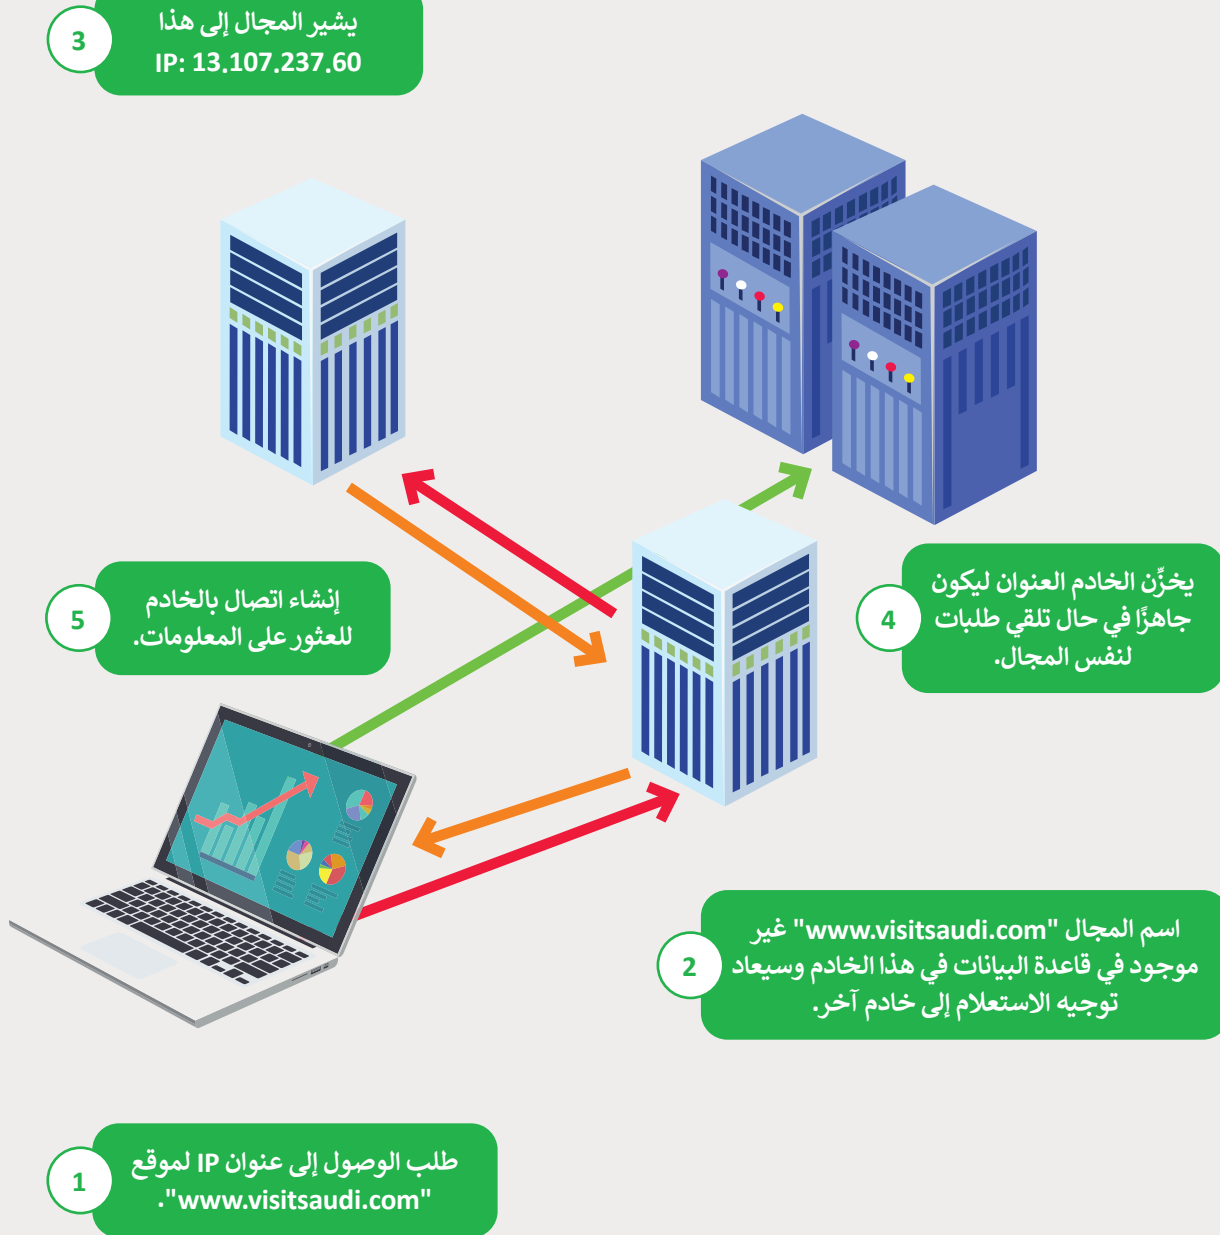 3
يشير المجال إلى هذا
IP: 13.107.237.60
5
إنشاء اتصال بالخادم
للعثور على المعلومات.
4
يخزِّن الخادم العنوان ليكون
جاهزًا في حال تلقي طلبات
لنفس المجال.
2
اسم المجال "www.visitsaudi.com" غير
موجود في قاعدة البيانات في هذا الخادم وسيعاد
توجيه الاستعلام إلى خادم آخر.
1
طلب الوصول إلى عنوان IP لموقع
"www.visitsaudi.com".